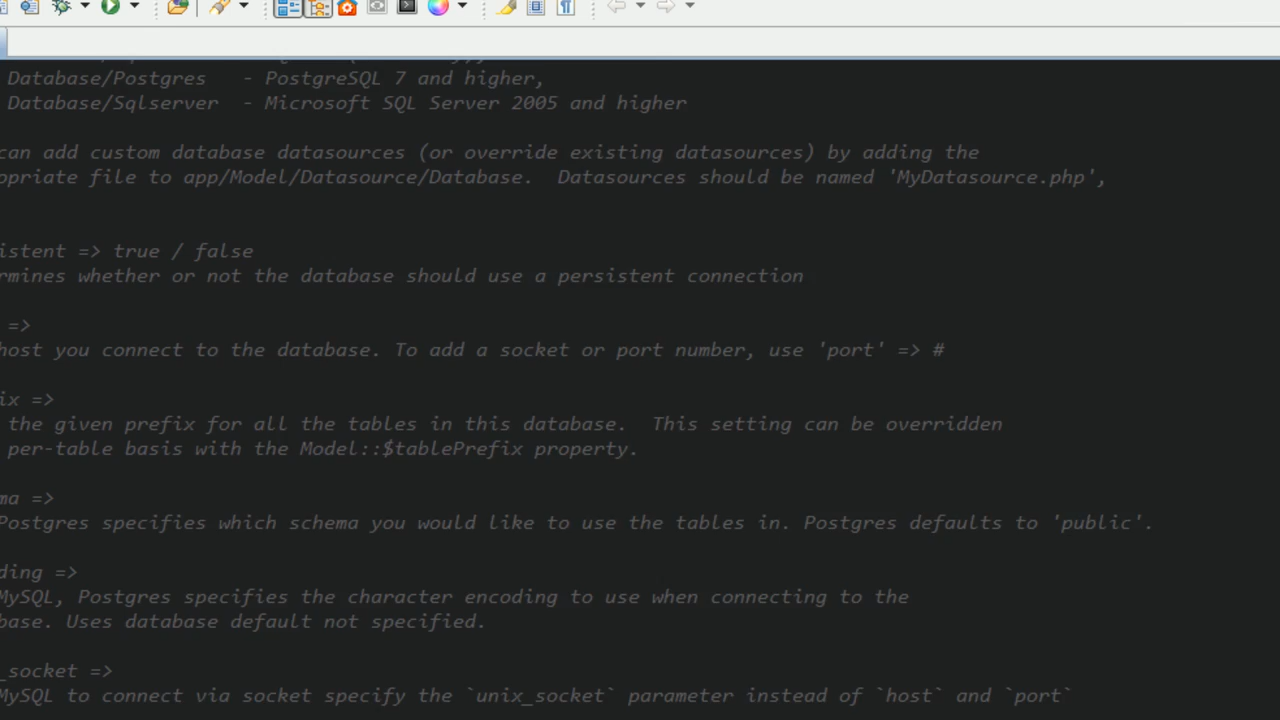 Database/Postgres - PostgreSQL 7 and higher,
Database/Sqlserver - Microsoft SQL Server 2005 and higher
can add custom database datasources (or override existing datasources) by adding the
opriate file to app/Model/Datasource/Database. Datasources should be named 'MyDatasource.php',
istent => true / false
rmines whether or not the database should use a persistent connection
=>
host you connect to the database. To add a socket or port number, use 'port' => #
ix =>
the given prefix for all the tables in this database. This setting can be overridden
per-table basis with the Model::$tablePrefix property.
ma =>
Postgres specifies which schema you would like to use the tables in. Postgres defaults to 'public'.
ding =>
MySQL, Postgres specifies the character encoding to use when connecting to the
base. Uses database default not specified.
_socket =>
MySQL to connect via socket specify the `unix_socket` parameter instead of `host` and `port`